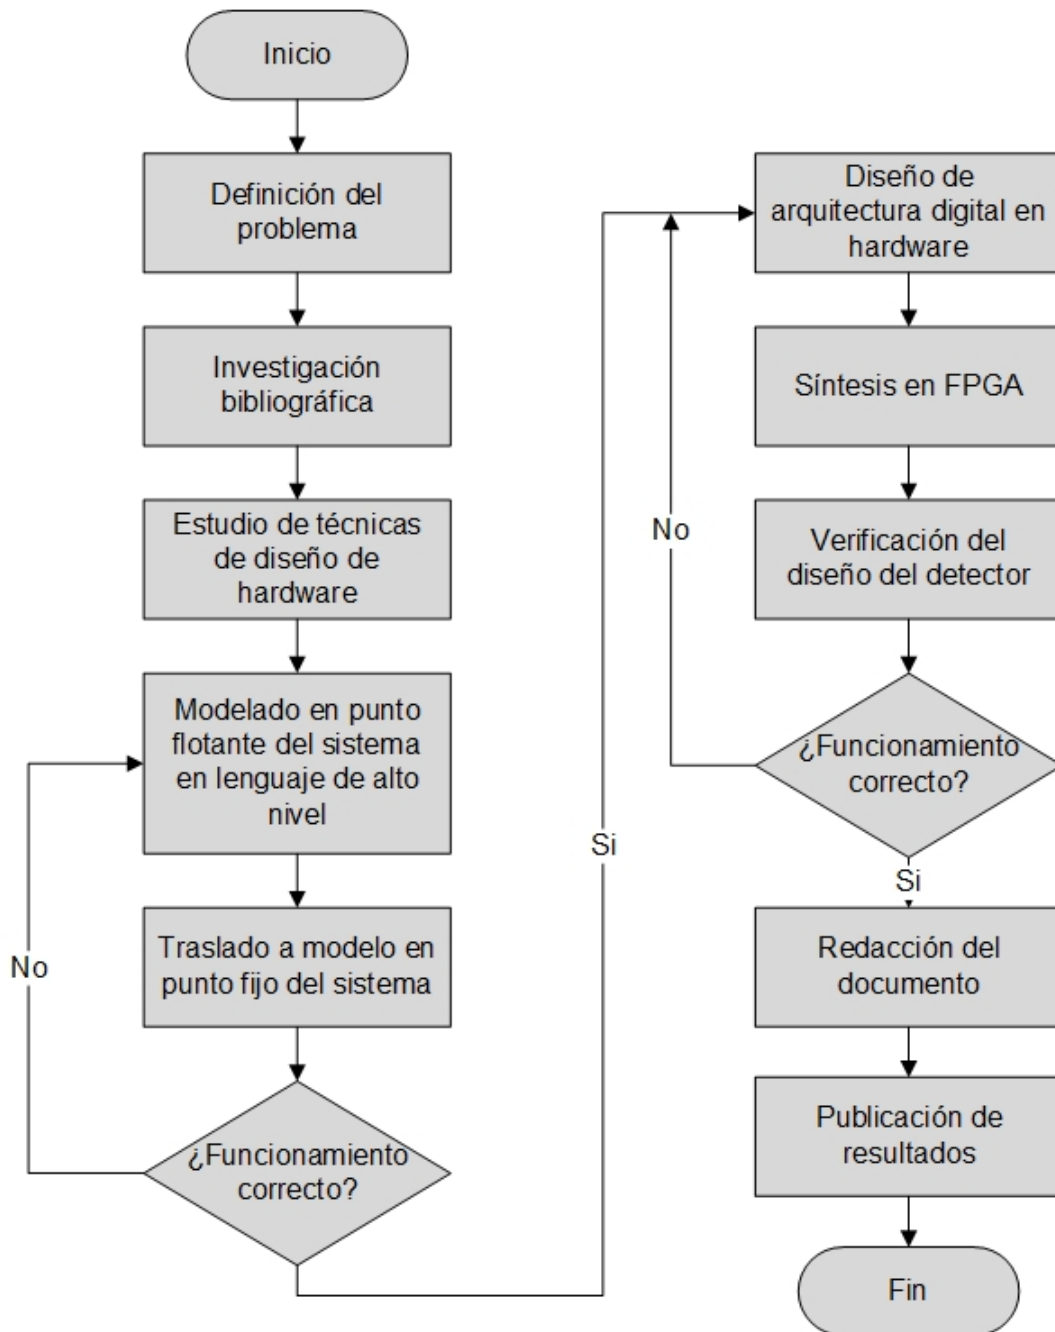 Inicio
Definición del
problema
Investigación
bibliográfica
Estudio de técnicas
de diseño de
hardware
Modelado en punto
flotante del sistema
en lenguaje de alto
nivel
No
Traslado a modelo en
punto fijo del sistema
¿Funcionamiento
correcto?
Si
Diseño de
arquitectura digital en
hardware
Síntesis en FPGA
No
Verificación del
diseño del detector
¿Funcionamiento
correcto?
Si
Redacción del
documento
Publicación de
resultados
Fin